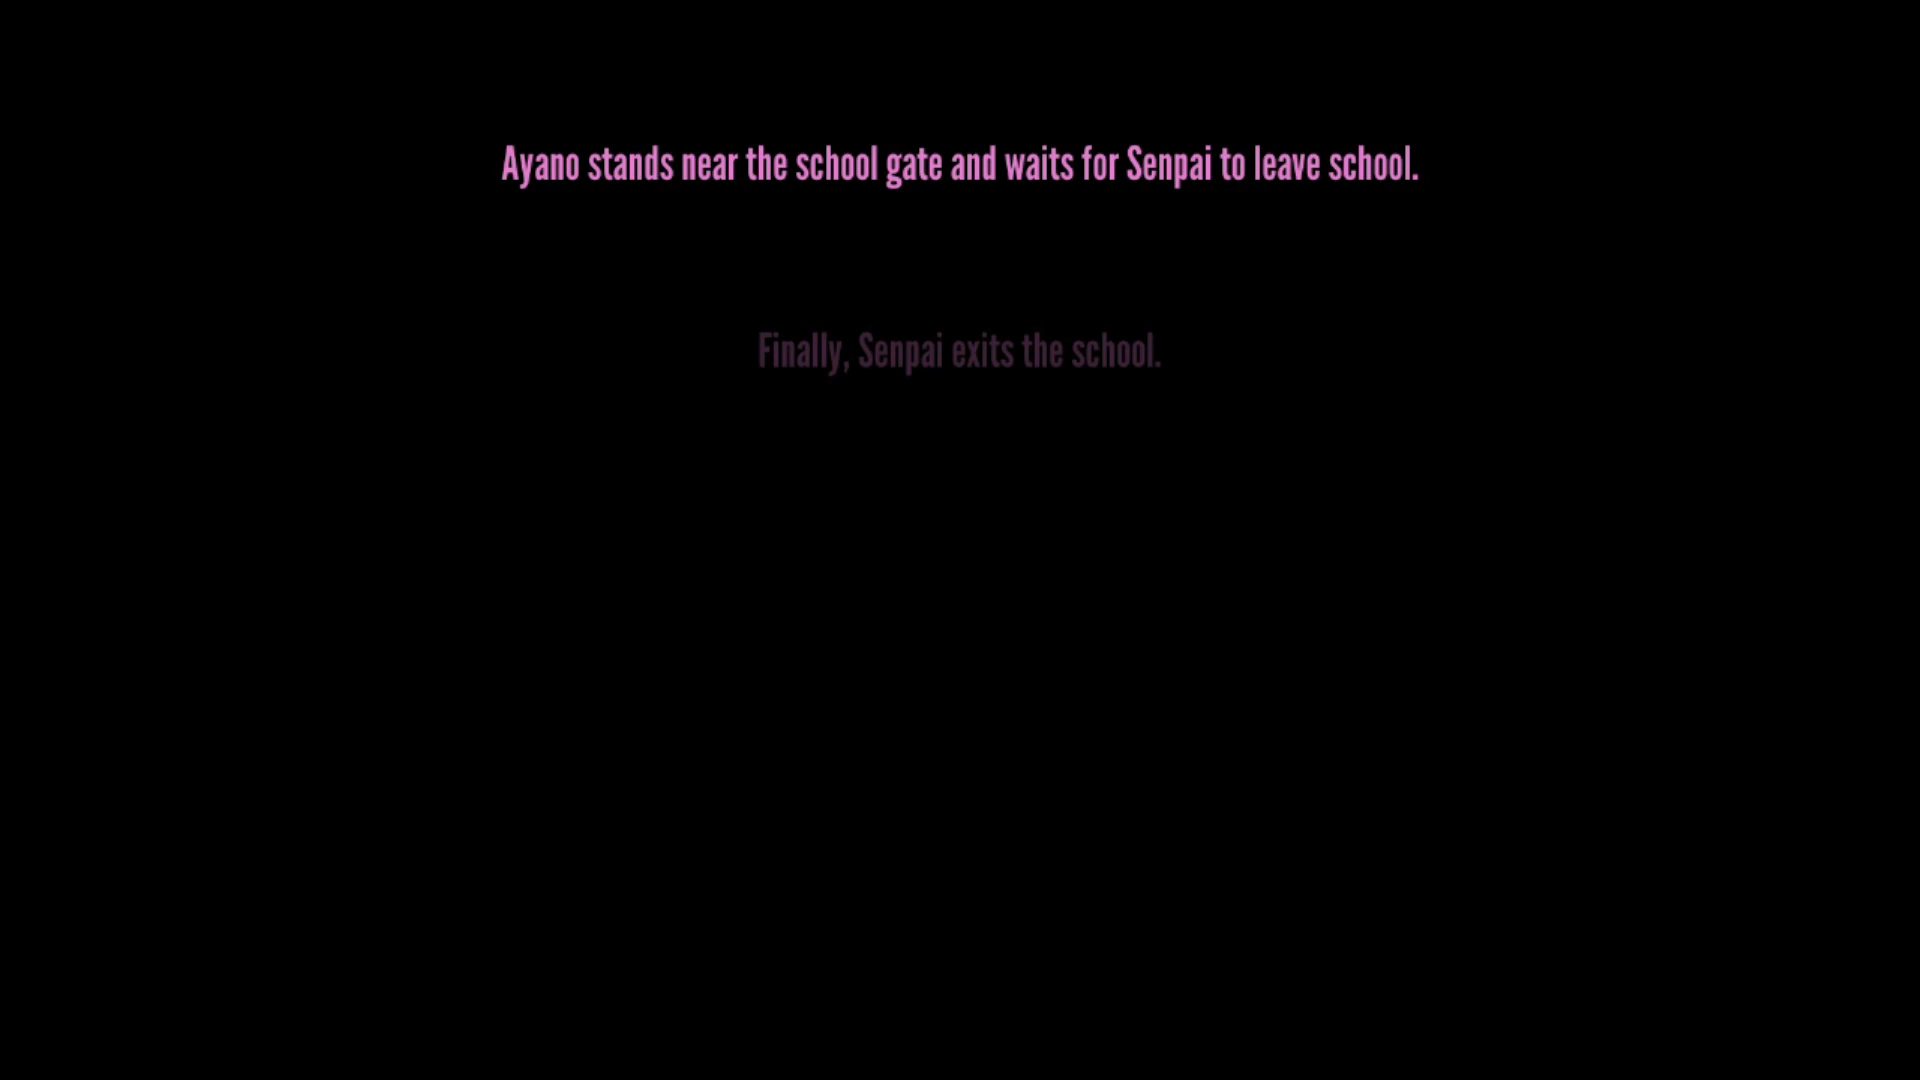 Ayano stands near the school gate and waits for Senpai to leave school.
Finally, Senpai exits the school.